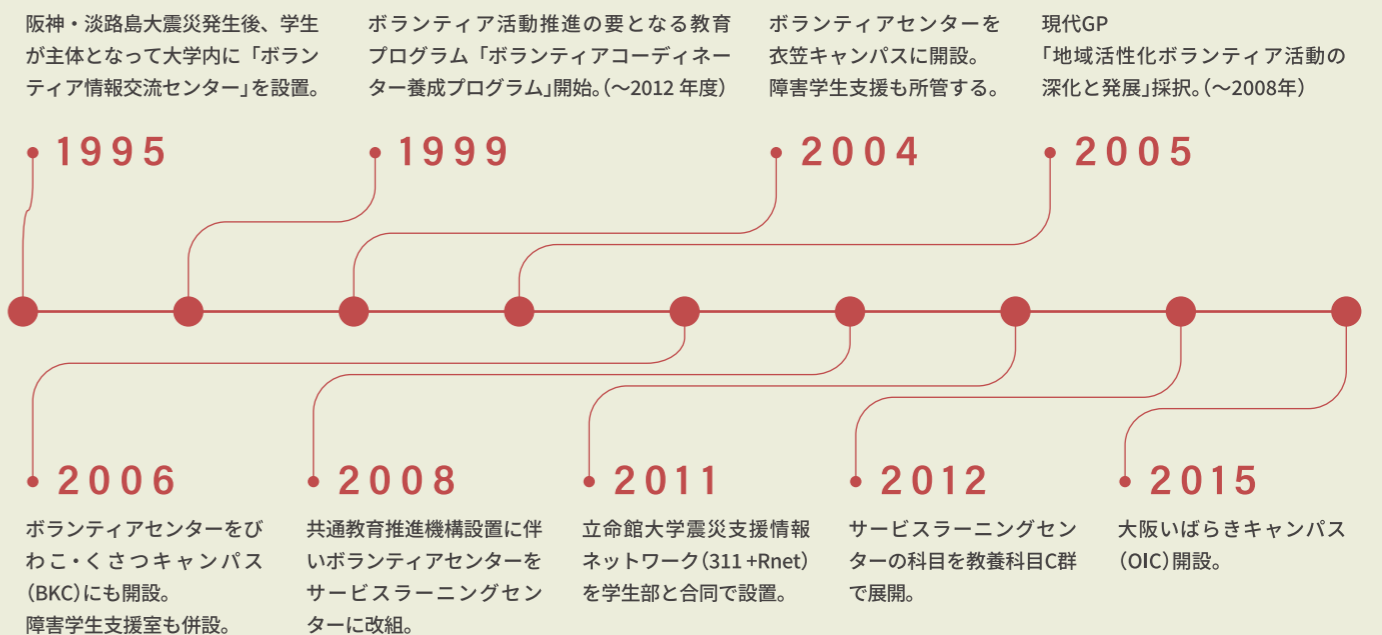 阪神・淡路島大震災発生後、学生
が主体となって大学内に「ボラン
ティア情報交流センター」を設置。
1995
ボランティア活動推進の要となる教育
プログラム「ボランティアコーディネー
ター養成プログラム」開始。(〜2012 年度)
1999
ボランティアセンターを
衣笠キャンパスに開設。
障害学生支援も所管する。
2004
現代GP
「地域活性化ボランティア活動の
深化と発展」採択。(〜2008年)
2005
2006
ボランティアセンターをび
わこ・くさつキャンパス
(BKC)にも開設。
障害学生支援室も併設。
2008
共通教育推進機構設置に伴
いボランティアセンターを
サービスラーニングセン
ターに改組。
2011
立命館大学震災支援情報
ネットワーク(311 +Rnet)
を学生部と合同で設置。
2012
サービスラーニングセン
ターの科目を教養科目C群
で展開。
2015
大阪いばらきキャンパス
(OIC)開設。